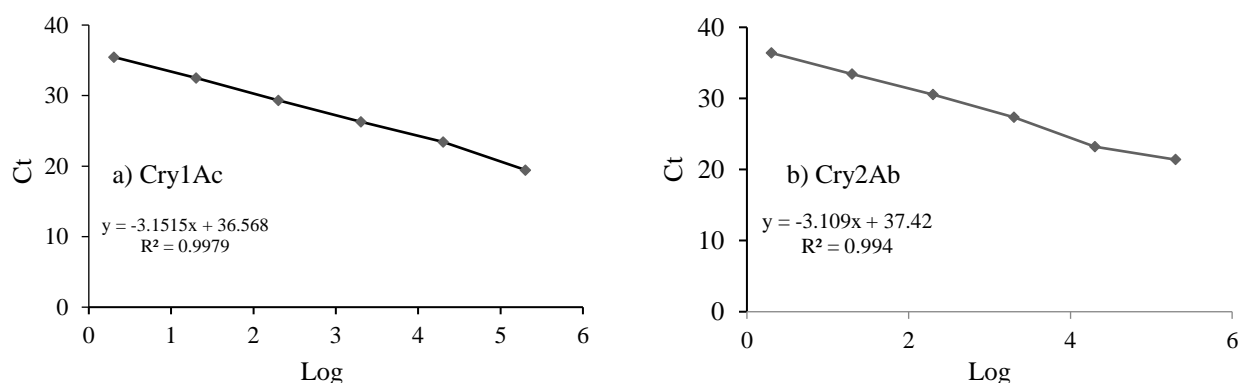 40
30
20
10
0
Ct
a) Cry1Ac
y = -3.1515x + 36.568
R² = 0.9979
0 1 2 3 4 5 6
Log
40
30
20
10
0
Ct
b) Cry2Ab
y = -3.109x + 37.42
R² = 0.994
0 2 4 6
Log